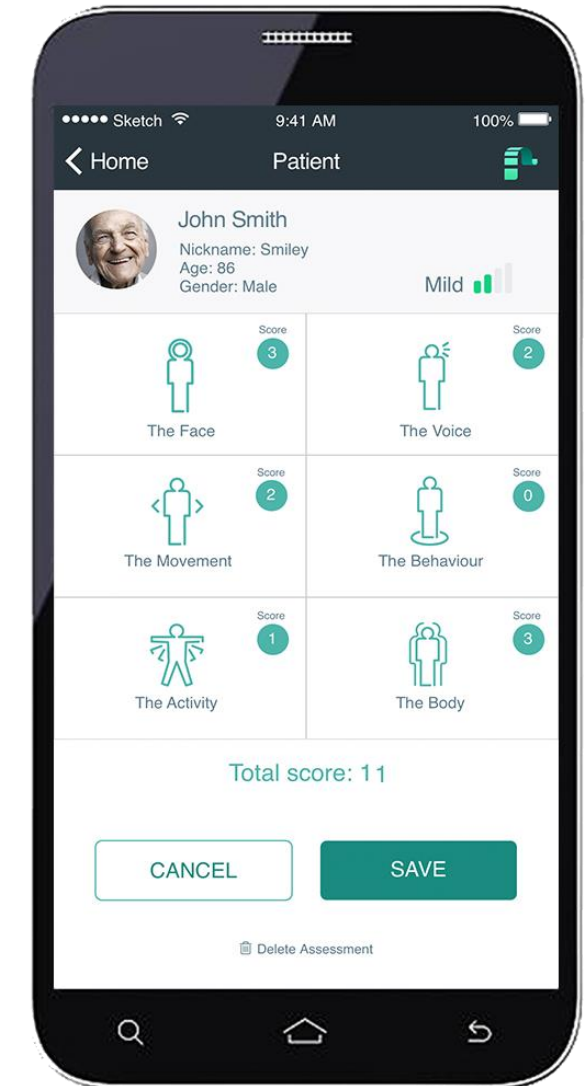 Sketch
9:41 AM
100%
Home
Patient
John Smith
Nickname: Smiley
Age: 86
Gender: Male
Mild
Score
3
The Face
Score
2
The Voice
Score
2
The Movement
Score
0
The Behaviour
Score
1
The Activity
Score
3
The Body
Total score: 11
CANCEL
SAVE
Delete Assessment